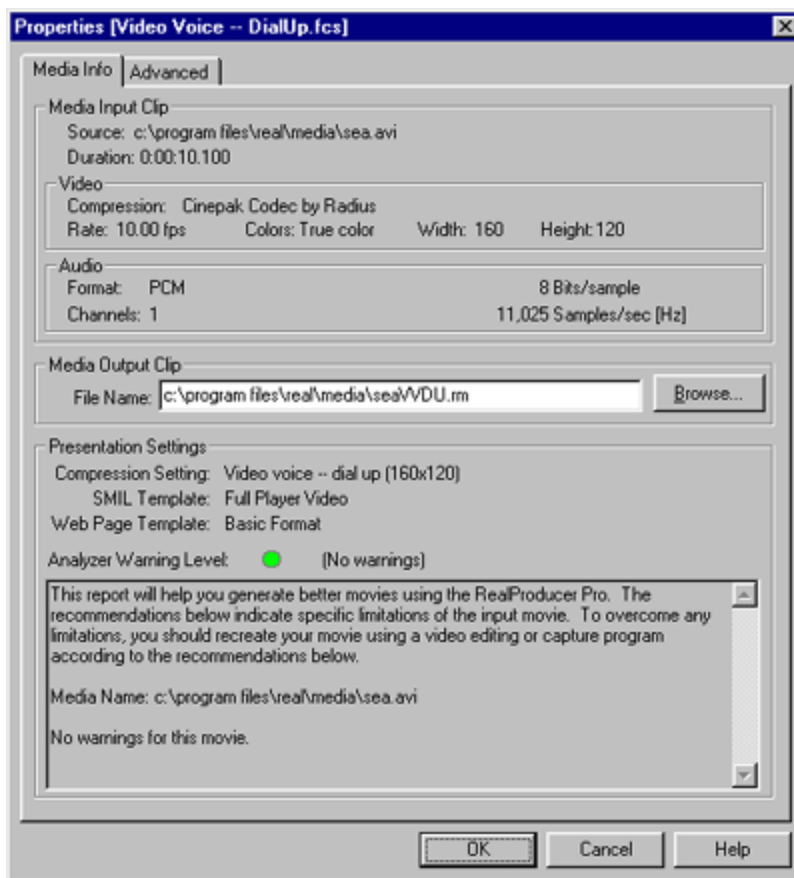 Properties [Video Voice -- DialUp.fcs]
Media Info
Advanced
Media Input Clip
Source: c:\program files\real\media\sea.avi
Duration: 0:00:10.100
Video
Compression: Cinepak Codec by Radius
Rate: 10.00 fps Colors: True color Width: 160 Height: 120
Audio
Format: PCM 8 Bits/sample
Channels: 1 11,025 Samples/sec [Hz]
Media Output Clip
File Name: c:\program files\real\media\seaVVDU.rm Browse...
Presentation Settings
Compression Setting: Video voice -- dial up (160x120)
SMIL Template: Full Player Video
Web Page Template: Basic Format
Analyzer Warning Level: (No warnings)
This report will help you generate better movies using the RealProducer Pro. The
recommendations below indicate specific limitations of the input movie. To overcome any
limitations, you should recreate your movie using a video editing or capture program
according to the recommendations below.
Media Name: c:\program files\real\media\sea.avi
No warnings for this movie.
OK Cancel Help